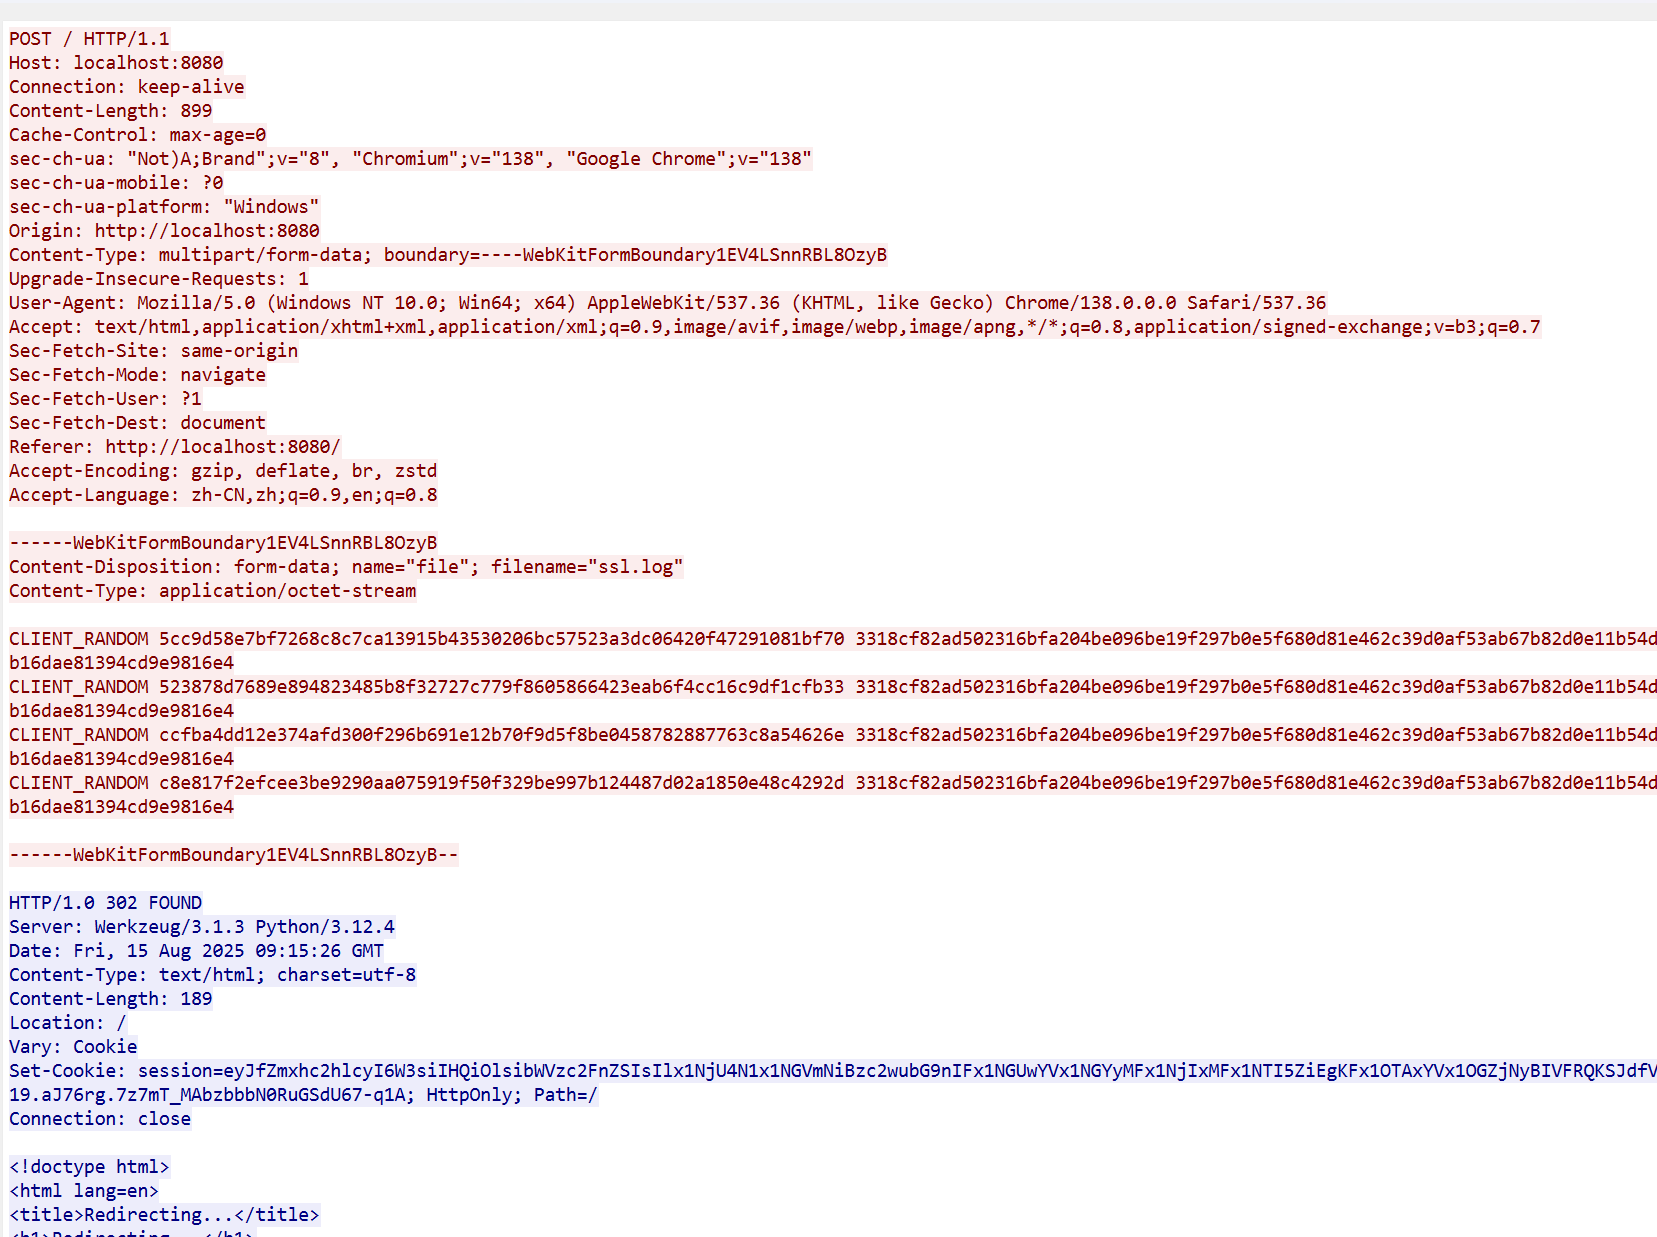 POST / HTTP/1.1
Host: localhost:8080
Connection: keep-alive
Content-Length: 899
Cache-Control: max-age=0
sec-ch-ua: "Not)A;Brand";v="8", "Chromium";v="138", "Google Chrome";v="138"
sec-ch-ua-mobile: ?0
sec-ch-ua-platform: "Windows"
Origin: http://localhost:8080
Content-Type: multipart/form-data; boundary=----WebKitFormBoundary1EV4LSnnRBL8OzyB
Upgrade-Insecure-Requests: 1
User-Agent: Mozilla/5.0 (Windows NT 10.0; Win64; x64) AppleWebKit/537.36 (KHTML, like Gecko) Chrome/138.0.0.0 Safari/537.36
Accept: text/html,application/xhtml+xml,application/xml;q=0.9,image/avif,image/webp,image/apng,*/*;q=0.8,application/signed-exchange;v=b3;q=0.7
Sec-Fetch-Site: same-origin
Sec-Fetch-Mode: navigate
Sec-Fetch-User: ?1
Sec-Fetch-Dest: document
Referer: http://localhost:8080/
Accept-Encoding: gzip, deflate, br, zstd
Accept-Language: zh-CN,zh;q=0.9,en;q=0.8
------WebKitFormBoundary1EV4LSnnRBL8OzyB
Content-Disposition: form-data; name="file"; filename="ssl.log"
Content-Type: application/octet-stream
CLIENT_RANDOM 5cc9d58e7bf7268c8c7ca13915b43530206bc57523a3dc06420f47291081bf70 3318cf82ad502316bfa204be096be19f297b0e5f680d81e462c39d0af53ab67b82d0e11b54d
b16dae81394cd9e9816e4
CLIENT_RANDOM 523878d7689e894823485b8f32727c779f8605866423eab6f4cc16c9df1cfb33 3318cf82ad502316bfa204be096be19f297b0e5f680d81e462c39d0af53ab67b82d0e11b54d
b16dae81394cd9e9816e4
CLIENT_RANDOM ccfba4dd12e374afd300f296b691e12b70f9d5f8be0458782887763c8a54626e 3318cf82ad502316bfa204be096be19f297b0e5f680d81e462c39d0af53ab67b82d0e11b54d
b16dae81394cd9e9816e4
CLIENT_RANDOM c8e817f2efcee3be9290aa075919f50f329be997b124487d02a1850e48c4292d 3318cf82ad502316bfa204be096be19f297b0e5f680d81e462c39d0af53ab67b82d0e11b54d
b16dae81394cd9e9816e4
------WebKitFormBoundary1EV4LSnnRBL8OzyB--
HTTP/1.0 302 FOUND
Server: Werkzeug/3.1.3 Python/3.12.4
Date: Fri, 15 Aug 2025 09:15:26 GMT
Content-Type: text/html; charset=utf-8
Content-Length: 189
Location: /
Vary: Cookie
Set-Cookie: session=eyJfZmxhc2hlcyI6W3siIHQiOlsibWVzc2FnZSIsIlx1NjU4N1x1NGVmNiBzc2wubG9nIFx1NGUwYVx1NGYyMFx1NjIxMFx1NTI5ZiEgKFx1OTAxYVx1OGZjNyBIVFRQKSJdfV
19.aJ76rg.7z7mT_MAbzbbbN0RuGSdU67-q1A; HttpOnly; Path=/
Connection: close
<!doctype html>
<html lang=en>
<title>Redirecting...</title>
<h1>Redirecting...</h1>